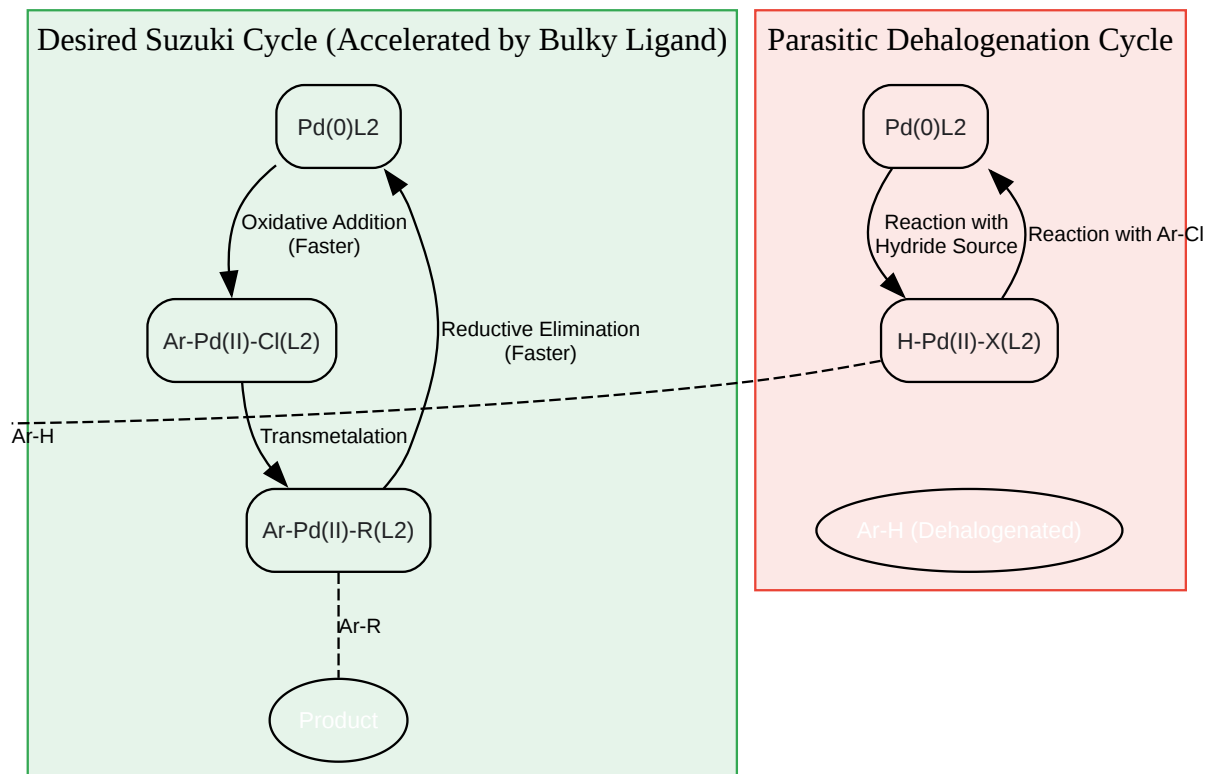 Desired Suzuki Cycle (Accelerated by Bulky Ligand)
Pd(0)L2
Oxidative Addition
(Faster)
Ar-Pd(II)-Cl(L2)
Reductive Elimination
(Faster)
Ar-H
Transmetalation
Ar-Pd(II)-R(L2)
Ar-R
Product
Parasitic Dehalogenation Cycle
Pd(0)L2
Reaction with
Hydride Source
Reaction with Ar-Cl
H-Pd(II)-X(L2)
Ar-H (Dehalogenated)